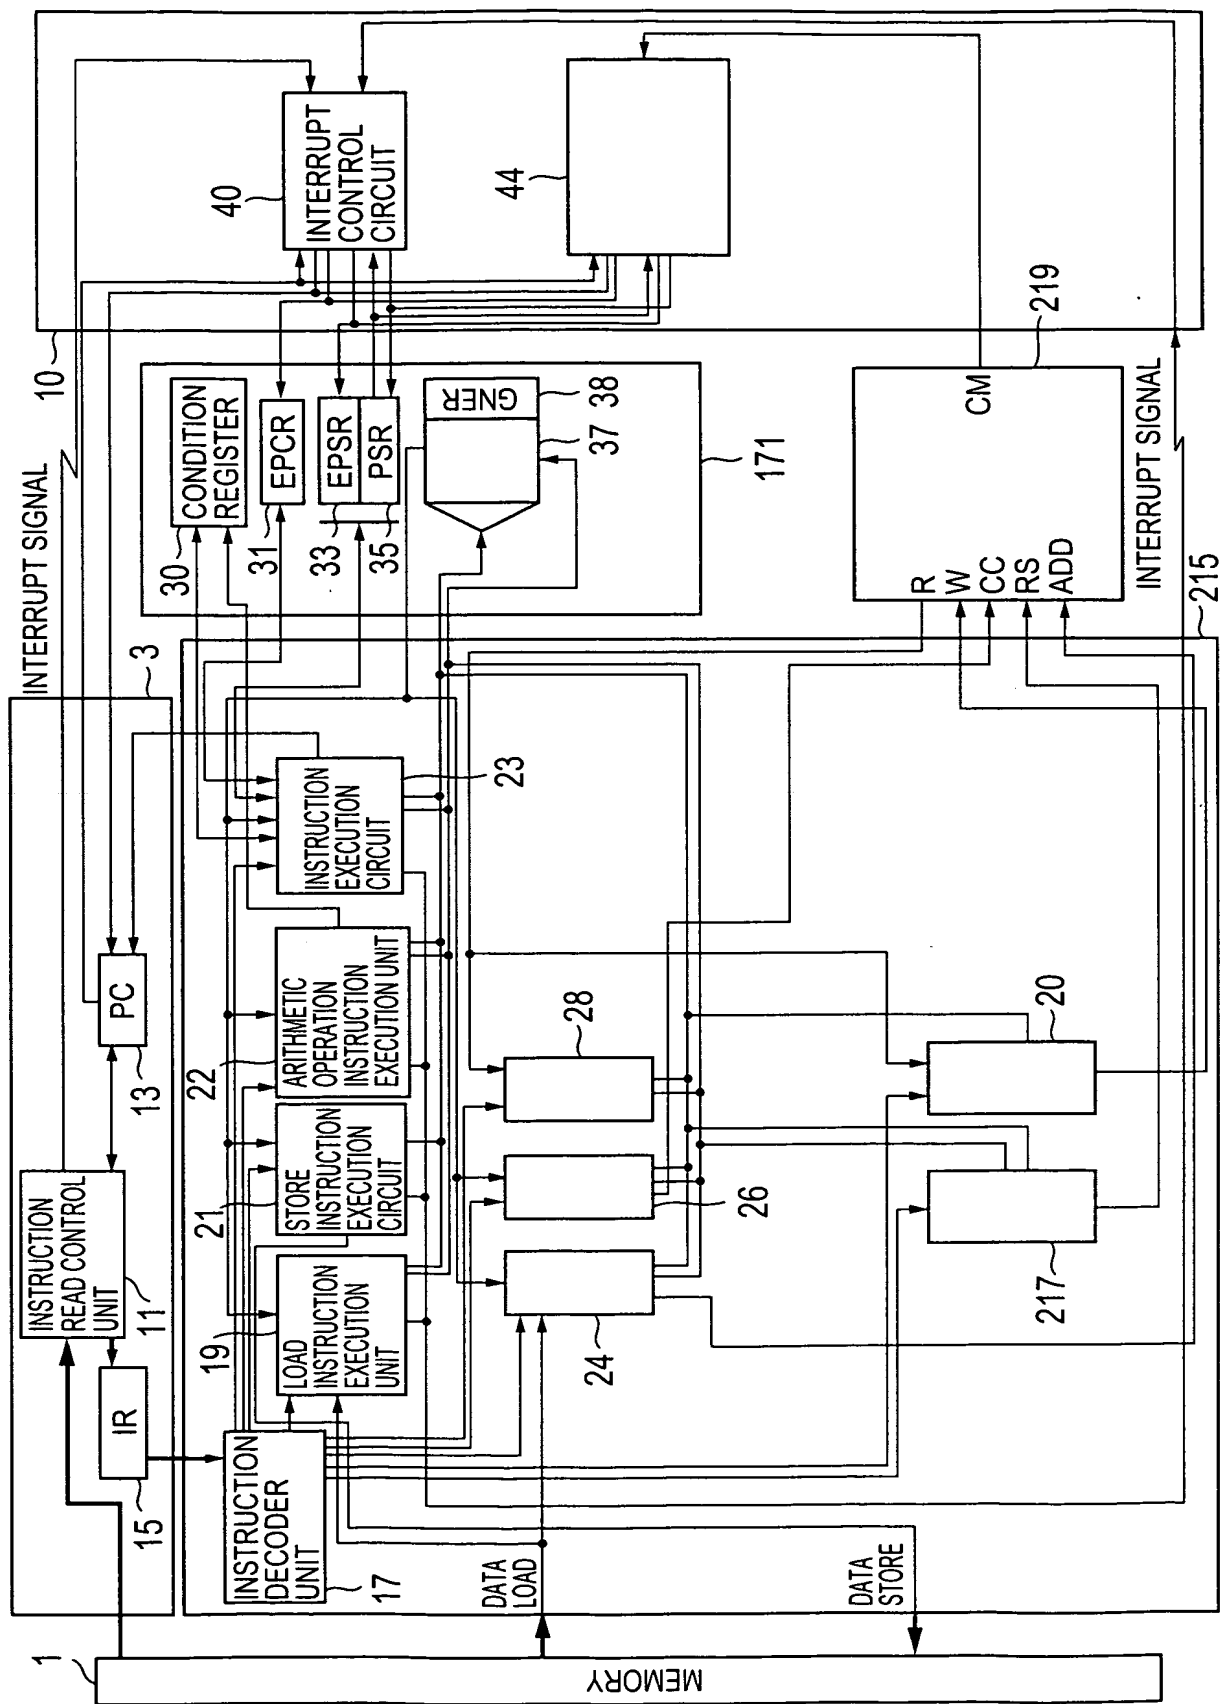 1
MEMORY
3
INTERRUPT SIGNAL
INSTRUCTION
READ CONTROL
UNIT
11
IR
15
PC
13
INSTRUCTION
DECODER
UNIT
17
DATA
LOAD
DATA
STORE
19
LOAD
INSTRUCTION
EXECUTION
UNIT
21
STORE
INSTRUCTION
EXECUTION
CIRCUIT
22
ARITHMETIC
OPERATION
INSTRUCTION
EXECUTION UNIT
INSTRUCTION
EXECUTION
CIRCUIT
23
24
26
28
217
20
215
30
CONDITION
REGISTER
31
EPCR
33
EPSR
35
PSR
GNER
38
37
171
R
W
CC
RS
ADD
CM
219
INTERRUPT SIGNAL
10
40
INTERRUPT
CONTROL
CIRCUIT
44